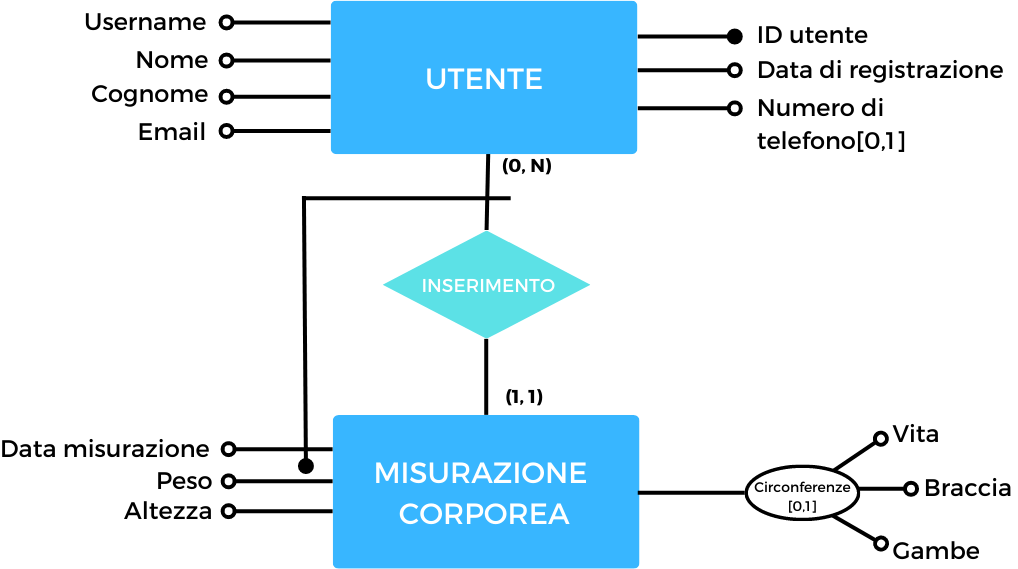 Username
Nome
Cognome
Email
UTENTE
ID utente
Data di registrazione
Numero di
telefono[0,1]
(0, N)
INSERIMENTO
(1, 1)
Data misurazione
Peso
Altezza
MISURAZIONE
CORPOREA
Circonferenze
[0,1]
Vita
Braccia
Gambe